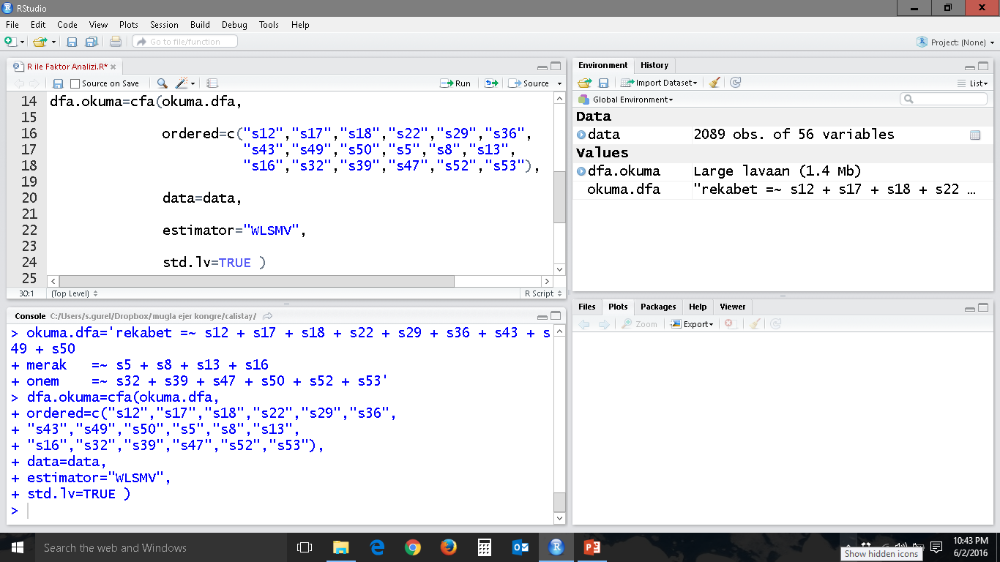 RStudio
File Edit Code View Plots Session Build Debug Tools Help
Go to file/function
Project: (None)
R ile Faktor Analizi.R*
Source on Save
Run
Source
14 dfa.okuma=cfa(okuma.dfa,
15
16 ordered=c("s12","s17","s18","s22","s29","s36",
17 "s43","s49","s50","s5","s8","s13",
18 "s16","s32","s39","s47","s52","s53"),
19
20 data=data,
21
22 estimator="WLSMV",
23
24 std.lv=TRUE )
25
30:1 (Top Level) R Script
Console C:/Users/s.gurel/Dropbox/mugla ejer kongre/calistay/
> okuma.dfa='rekabet =~ s12 + s17 + s18 + s22 + s29 + s36 + s43 + s
49 + s50
+ merak =~ s5 + s8 + s13 + s16
+ onem =~ s32 + s39 + s47 + s50 + s52 + s53'
> dfa.okuma=cfa(okuma.dfa,
+ ordered=c("s12","s17","s18","s22","s29","s36",
+ "s43","s49","s50","s5","s8","s13",
+ "s16","s32","s39","s47","s52","s53"),
+ data=data,
+ estimator="WLSMV",
+ std.lv=TRUE )
>
Environment History
Import Dataset
List
Global Environment
Data
data 2089 obs. of 56 variables
Values
dfa.okuma Large lavaan (1.4 Mb)
okuma.dfa "rekabet =~ s12 + s17 + s18 + s22 …
Files Plots Packages Help Viewer
Zoom Export
Search the web and Windows
10:43 PM
6/2/2016
Show hidden icons